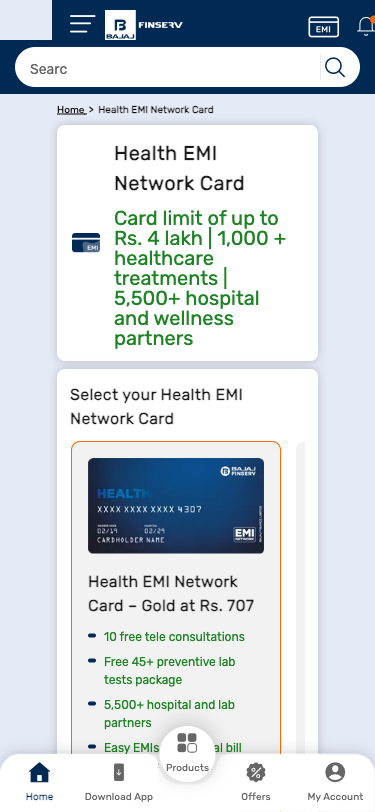 BAJAJ
FINSERV
EMI
Searc
Home > Health EMI Network Card
Health EMI
Network Card
Card limit of up to
Rs. 4 lakh | 1,000 +
healthcare
treatments |
5,500+ hospital
and wellness
partners
EMI
Select your Health EMI
Network Card
BAJAJ
FINSERV
HEALTH
XXXX XXXX XXXX 4307
02/19 02/29
CARDHOLDER NAME
EMI
NETWORK
Health EMI Network
Card – Gold at Rs. 707
10 free tele consultations
Free 45+ preventive lab
tests package
5,500+ hospital and lab
partners
Easy EMIs al bill
Products
Home
Download App
Offers
My Account